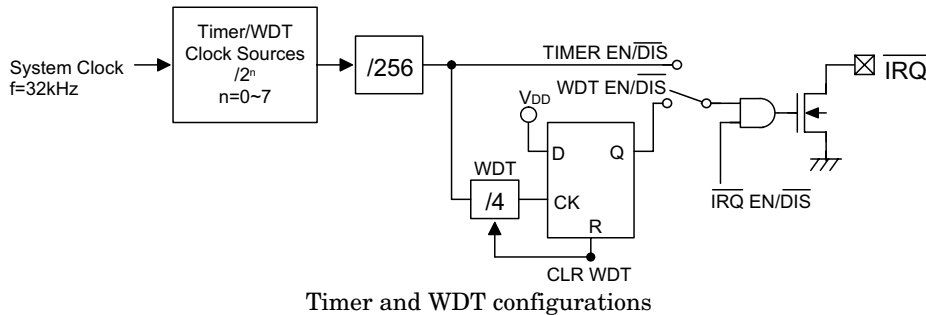 Timer/WDT
Clock Sources
/2ⁿ
n=0~7
System Clock
f=32kHz
/256
TIMER EN/DIS
IRQ
WDT EN/DIS
VDD
D
Q
WDT
/4
CK
R
IRQ EN/DIS
CLR WDT
Timer and WDT configurations